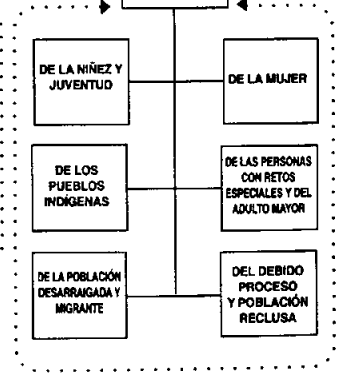 DE LA NIÑEZ Y
JUVENTUD
DE LA MUJER
DE LOS
PUEBLOS
INDÍGENAS
DE LAS PERSONAS
CON RETOS
ESPECIALES Y DEL
ADULTO MAYOR
DE LA POBLACIÓN
DESARRAIGADA Y
MIGRANTE
DEL DEBIDO
PROCESO
Y POBLACIÓN
RECLUSA